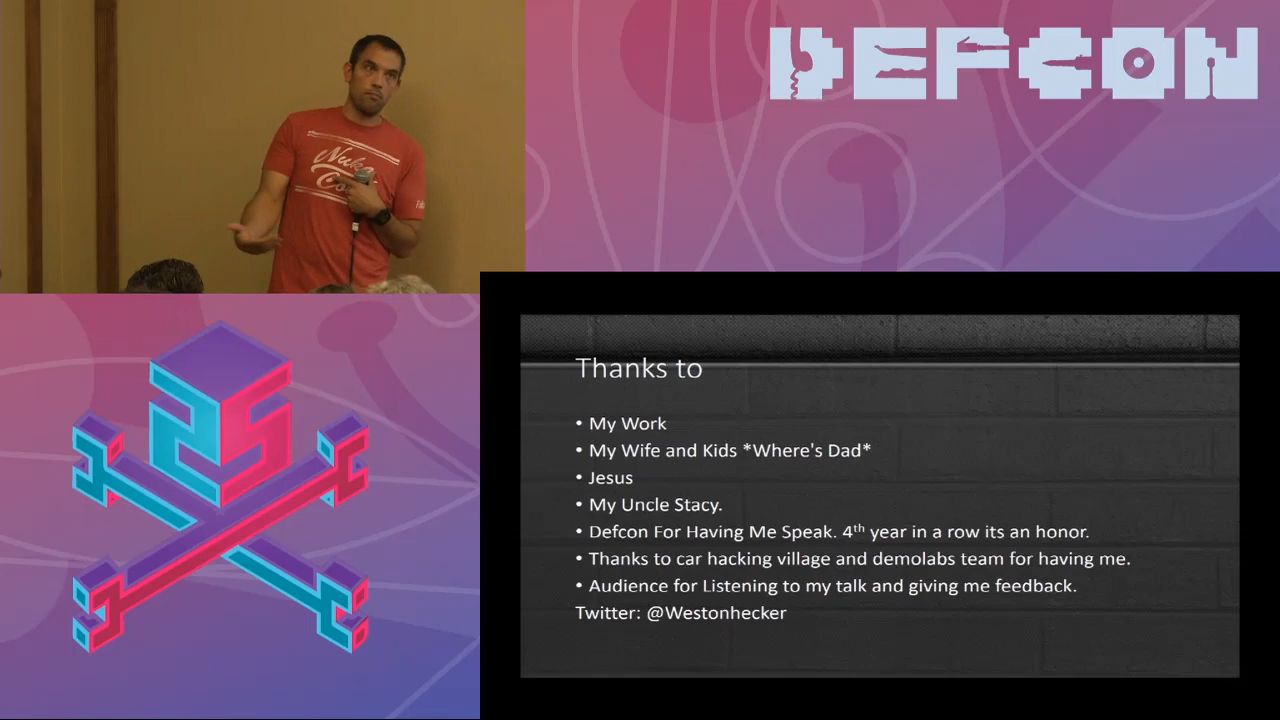 DEFCON
Nuka
25
Thanks to
• My Work
• My Wife and Kids *Where's Dad*
• Jesus
• My Uncle Stacy.
• Defcon For Having Me Speak. 4th year in a row its an honor.
• Thanks to car hacking village and demolabs team for having me.
• Audience for Listening to my talk and giving me feedback.
Twitter: @Westonhecker